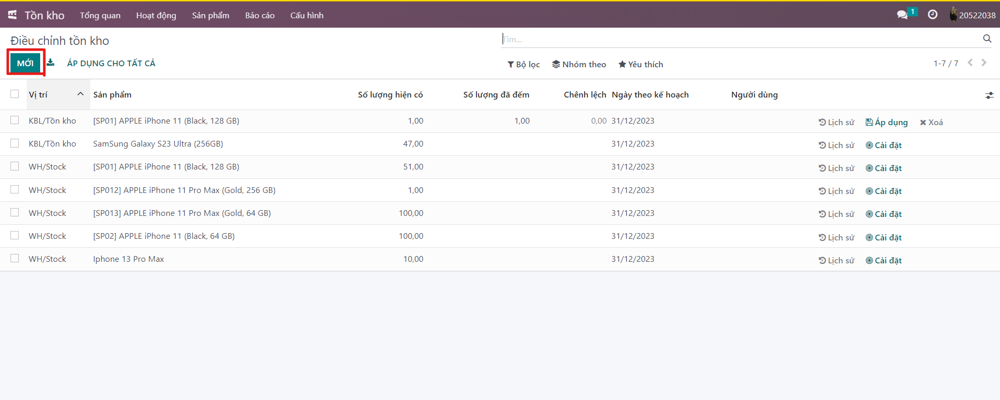 Tồn kho Tổng quan Hoạt động Sản phẩm Báo cáo Cấu hình 1 20522038
Điều chỉnh tồn kho Tìm...
MỚI ÁP DỤNG CHO TẤT CẢ Bộ lọc Nhóm theo Yêu thích 1-7 / 7
Vị trí Sản phẩm Số lượng hiện có Số lượng đã đếm Chênh lệch Ngày theo kế hoạch Người dùng
KBL/Tồn kho [SP01] APPLE iPhone 11 (Black, 128 GB) 1,00 1,00 0,00 31/12/2023 Lịch sử Áp dụng Xoá
KBL/Tồn kho SamSung Galaxy S23 Ultra (256GB) 47,00 31/12/2023 Lịch sử Cài đặt
WH/Stock [SP01] APPLE iPhone 11 (Black, 128 GB) 51,00 31/12/2023 Lịch sử Cài đặt
WH/Stock [SP012] APPLE iPhone 11 Pro Max (Gold, 256 GB) 1,00 31/12/2023 Lịch sử Cài đặt
WH/Stock [SP013] APPLE iPhone 11 Pro Max (Gold, 64 GB) 100,00 31/12/2023 Lịch sử Cài đặt
WH/Stock [SP02] APPLE iPhone 11 (Black, 64 GB) 100,00 31/12/2023 Lịch sử Cài đặt
WH/Stock Iphone 13 Pro Max 10,00 31/12/2023 Lịch sử Cài đặt